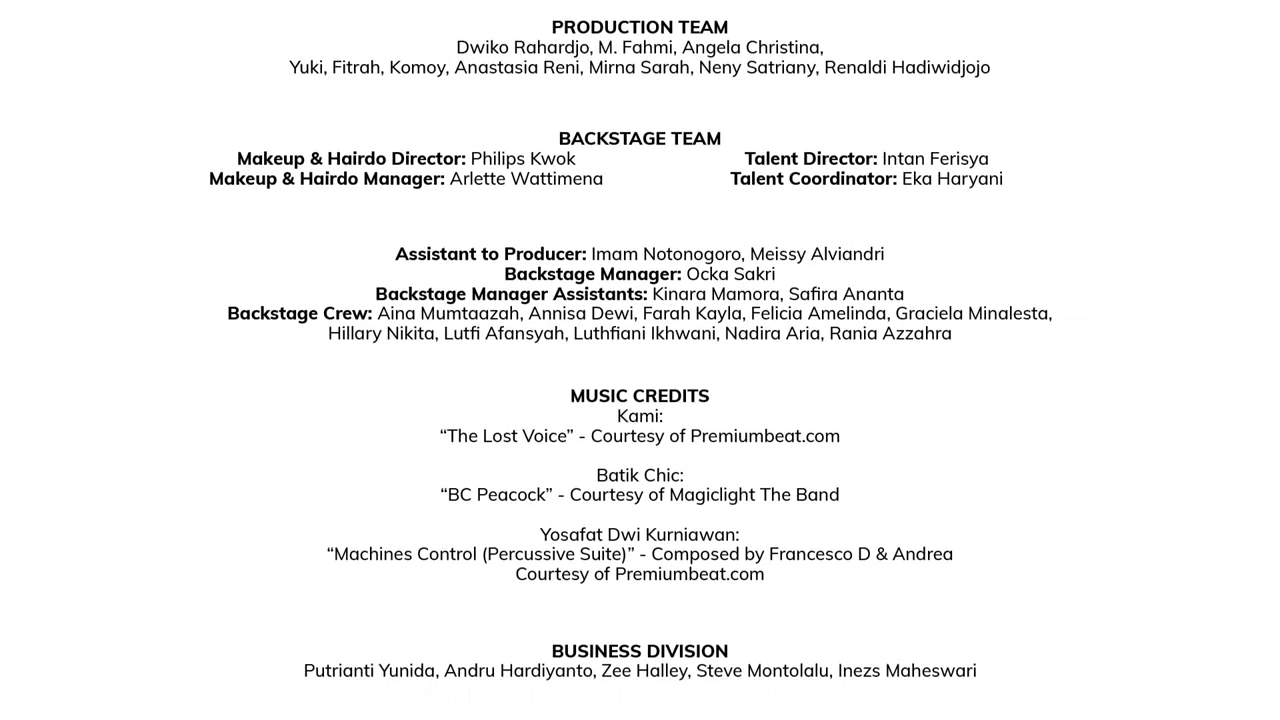 PRODUCTION TEAM
Dwiko Rahardjo, M. Fahmi, Angela Christina,
Yuki, Fitrah, Komoy, Anastasia Reni, Mirna Sarah, Neny Satriany, Renaldi Hadiwidjojo
BACKSTAGE TEAM
Makeup & Hairdo Director: Philips Kwok
Makeup & Hairdo Manager: Arlette Wattimena
Talent Director: Intan Ferisya
Talent Coordinator: Eka Haryani
Assistant to Producer: Imam Notonogoro, Meissy Alviandri
Backstage Manager: Ocka Sakri
Backstage Manager Assistants: Kinara Mamora, Safira Ananta
Backstage Crew: Aina Mumtaazah, Annisa Dewi, Farah Kayla, Felicia Amelinda, Graciela Minalesta,
Hillary Nikita, Lutfi Afansyah, Luthfiani Ikhwani, Nadira Aria, Rania Azzahra
MUSIC CREDITS
Kami:
“The Lost Voice” - Courtesy of Premiumbeat.com
Batik Chic:
“BC Peacock” - Courtesy of Magiclight The Band
Yosafat Dwi Kurniawan:
“Machines Control (Percussive Suite)” - Composed by Francesco D & Andrea
Courtesy of Premiumbeat.com
BUSINESS DIVISION
Putrianti Yunida, Andru Hardiyanto, Zee Halley, Steve Montolalu, Inezs Maheswari